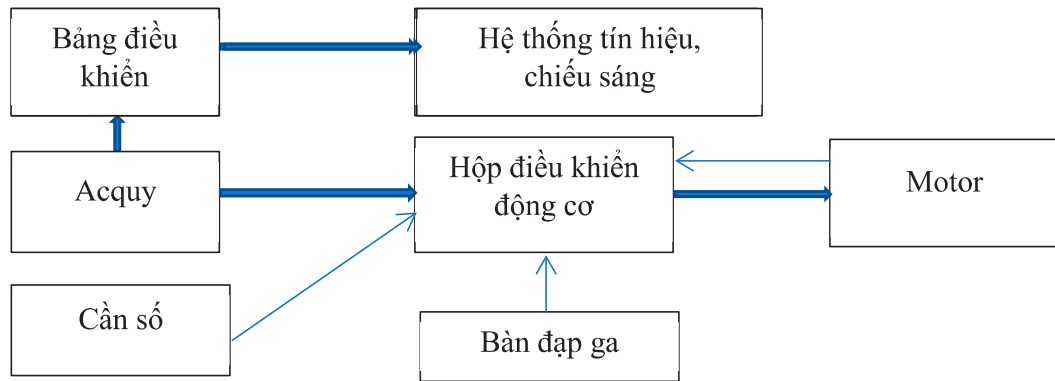 Bảng điều
khiển
Hệ thống tín hiệu,
chiếu sáng
Acquy
Hộp điều khiển
động cơ
Motor
Cần số
Bàn đạp ga